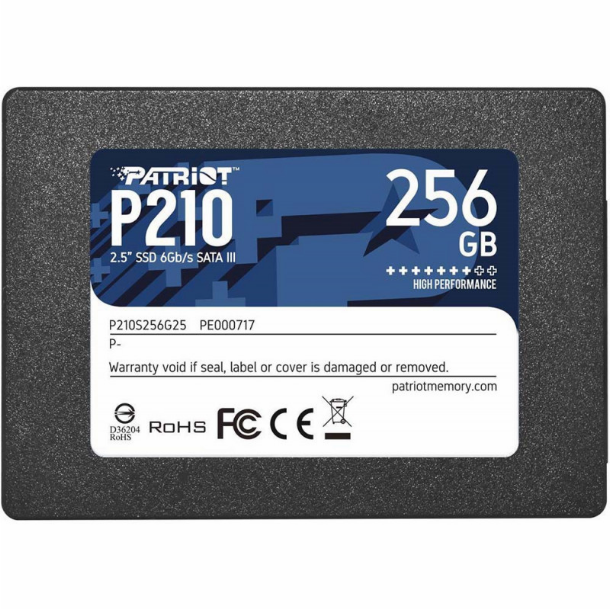 PATRIOT™
P210
2.5" SSD 6Gb/s SATA III
256
GB
HIGH PERFORMANCE
P210S256G25 PE000717
P-
Warranty void if seal, label or cover is damaged or removed.
patriotmemory.com
D36204
RoHS
RoHS
FC CE